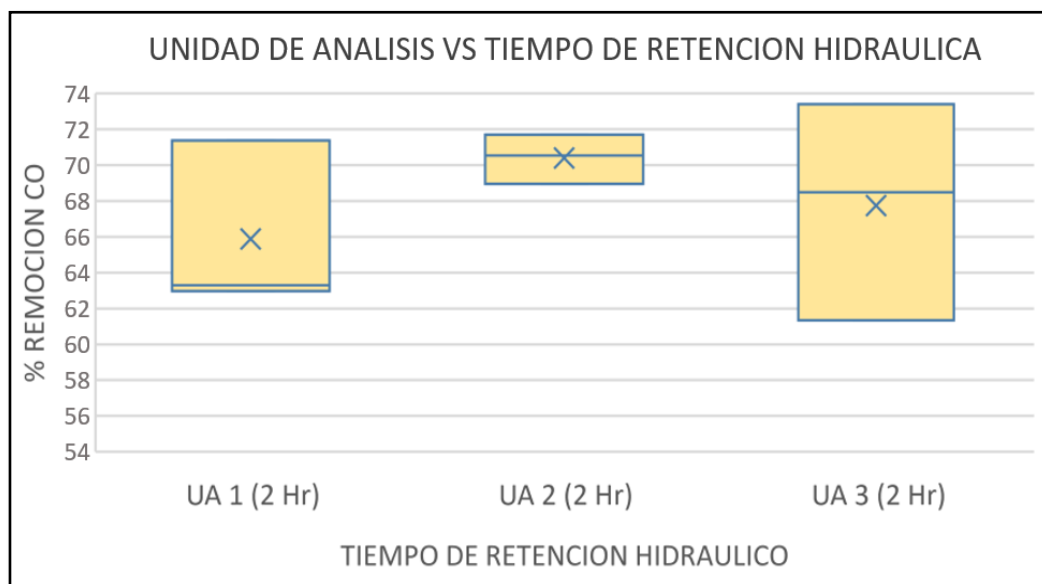 UNIDAD DE ANALISIS VS TIEMPO DE RETENCION HIDRAULICA
% REMOCION CO
74
72
70
68
66
64
62
60
58
56
54
UA 1 (2 Hr) UA 2 (2 Hr) UA 3 (2 Hr)
TIEMPO DE RETENCION HIDRAULICO